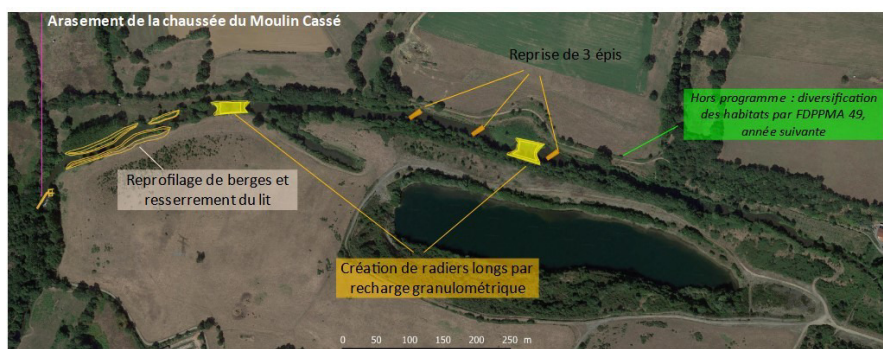 Arasement de la chaussée du Moulin Cassé
Reprise de 3 épis
Hors programme : diversification
des habitats par FDPPMA 49,
année suivante
Reprofilage de berges et
resserrement du lit
Création de radiers longs par
recharge granulométrique
0 50 100 150 200 250 m